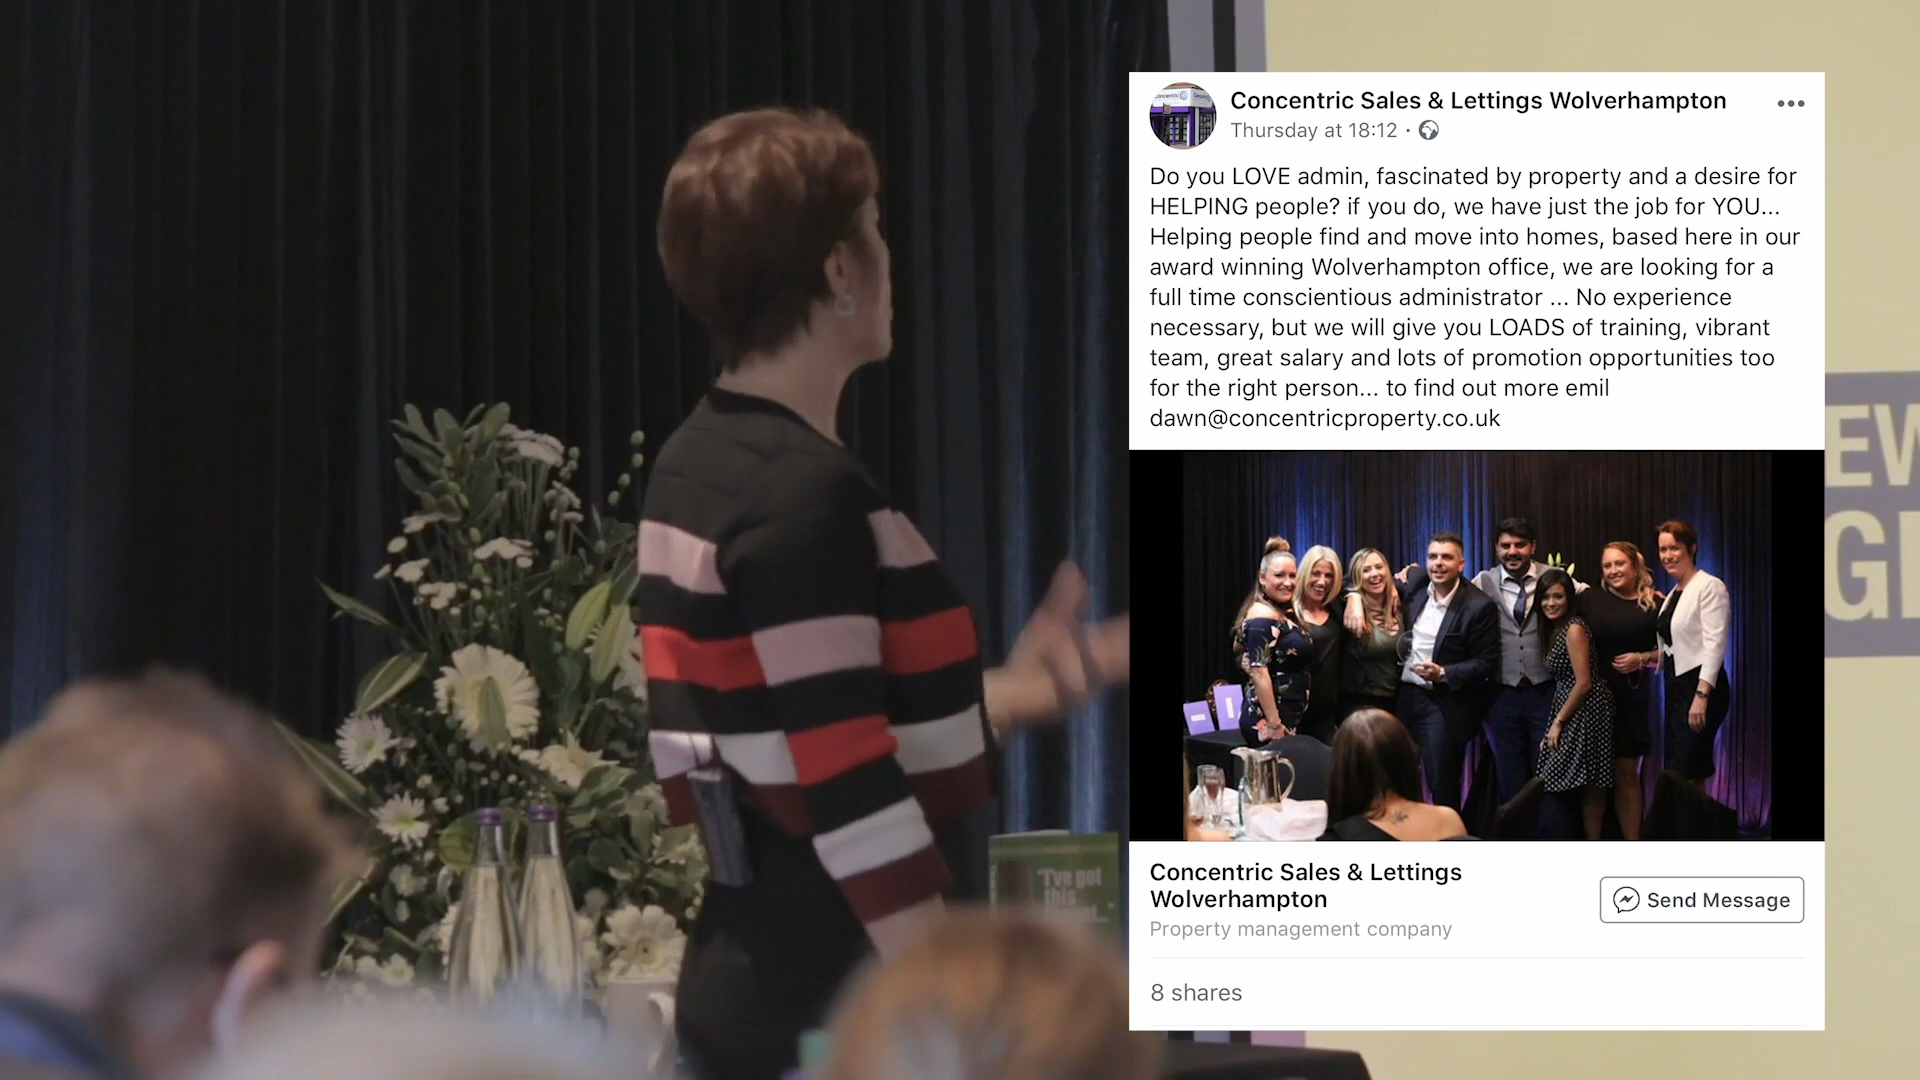 Concentric Sales & Lettings Wolverhampton
Thursday at 18:12 ·
Do you LOVE admin, fascinated by property and a desire for
HELPING people? if you do, we have just the job for YOU...
Helping people find and move into homes, based here in our
award winning Wolverhampton office, we are looking for a
full time conscientious administrator ... No experience
necessary, but we will give you LOADS of training, vibrant
team, great salary and lots of promotion opportunities too
for the right person... to find out more emil
dawn@concentricproperty.co.uk
Concentric Sales & Lettings
Wolverhampton
Property management company
Send Message
8 shares
EW
GI
"I've got
this